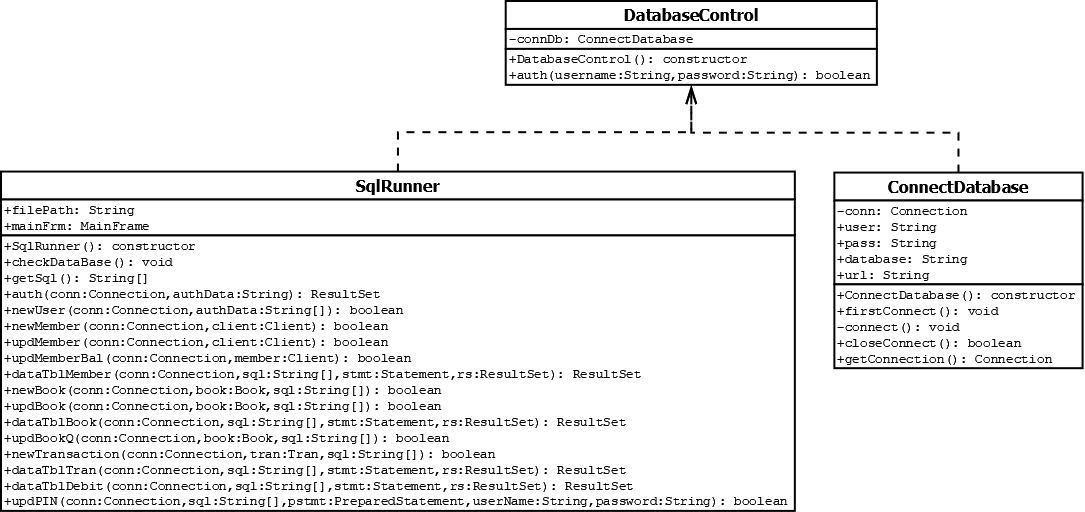 DatabaseControl
-connDb: ConnectDatabase
+DatabaseControl(): constructor
+auth(username:String,password:String): boolean
SqlRunner
+filePath: String
+mainFrm: MainFrame
+SqlRunner(): constructor
+checkDataBase(): void
+getSql(): String[]
+auth(conn:Connection,authData:String): ResultSet
+newUser(conn:Connection,authData:String[]): boolean
+newMember(conn:Connection,client:Client): boolean
+updMember(conn:Connection,client:Client): boolean
+updMemberBal(conn:Connection,member:Client): boolean
+dataTblMember(conn:Connection,sql:String[],stmt:Statement,rs:ResultSet): ResultSet
+newBook(conn:Connection,book:Book,sql:String[]): boolean
+updBook(conn:Connection,book:Book,sql:String[]): boolean
+dataTblBook(conn:Connection,sql:String[],stmt:Statement,rs:ResultSet): ResultSet
+updBookQ(conn:Connection,book:Book,sql:String[]): boolean
+newTransaction(conn:Connection,tran:Tran,sql:String[]): boolean
+dataTblTran(conn:Connection,sql:String[],stmt:Statement,rs:ResultSet): ResultSet
+dataTblDebit(conn:Connection,sql:String[],stmt:Statement,rs:ResultSet): ResultSet
+updPIN(conn:Connection,sql:String[],pstmt:PreparedStatement,userName:String,password:String): boolean
ConnectDatabase
-conn: Connection
+user: String
+pass: String
+database: String
+url: String
+ConnectDatabase(): constructor
+firstConnect(): void
-connect(): void
+closeConnect(): boolean
+getConnection(): Connection